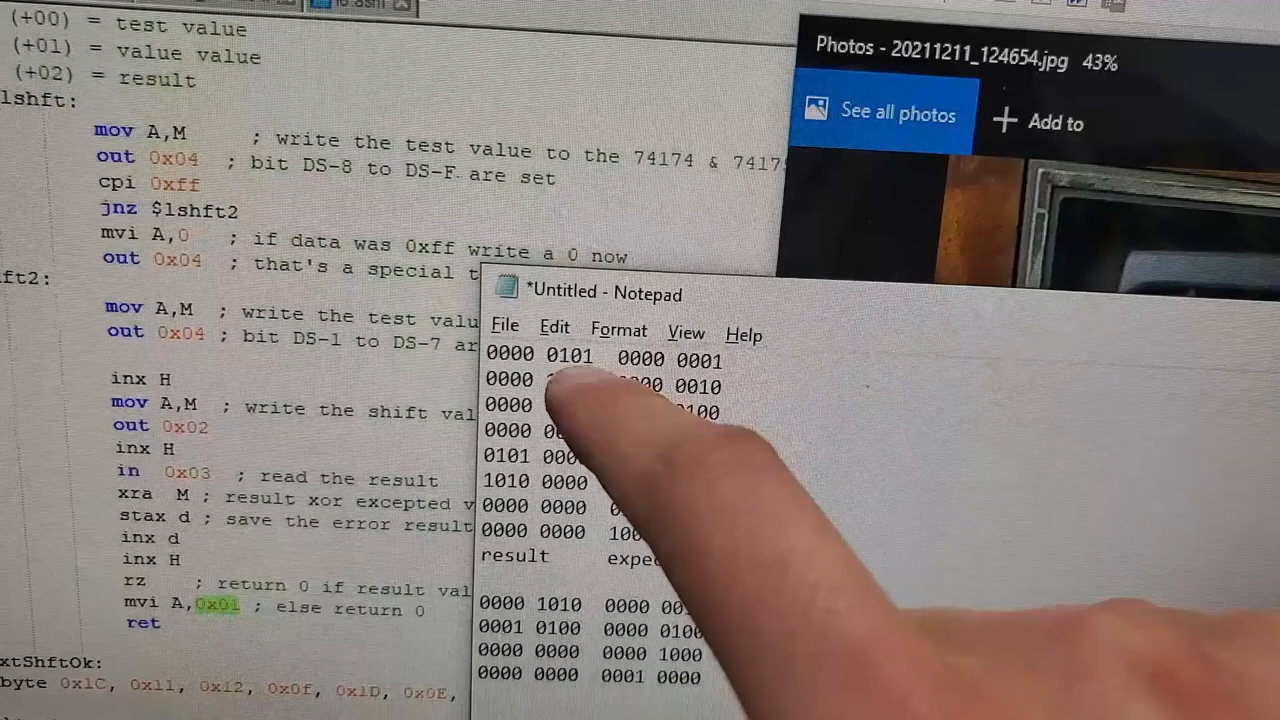 (+00) = test value
(+01) = value value
(+02) = result
lshft:
mov A,M ; write the test value to the 74174 & 7417
out 0x04 ; bit DS-8 to DS-F are set
cpi 0xff
jnz $lshft2
mvi A,0 ; if data was 0xff write a 0 now
out 0x04 ; that's a special t
ft2:
mov A,M ; write the test valu
out 0x04 ; bit DS-1 to DS-7 ar
inx H
mov A,M ; write the shift val
out 0x02
inx H
in 0x03 ; read the result
xra M ; result xor excepted v
stax d ; save the error result
inx d
inx H
rz ; return 0 if result val
mvi A,0x01 ; else return 0
ret
xtShftOk:
byte 0x1C, 0x11, 0x12, 0x0f, 0x1D, 0x0E,
Photos - 20211211_124654.jpg 43%
See all photos
Add to
*Untitled - Notepad
File Edit Format View Help
0000 0101 0000 0001
0000 0010
0000 100
0000
0101 000
1010 0000
0000 0000
0000 0000 100
result expe
0000 1010 0000 00
0001 0100 0000 0100
0000 0000 0000 1000
0000 0000 0001 0000